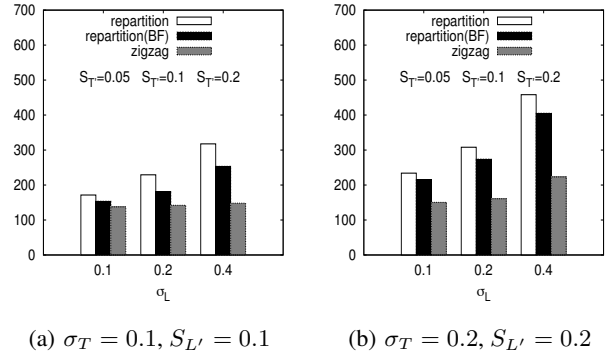 700
600
500
400
300
200
100
0
repartition
repartition(BF)
zigzag
S_T'=0.05 S_T'=0.1 S_T'=0.2
0.1 0.2 0.4
σ_L
(a) σ_T = 0.1, S_L' = 0.1
700
600
500
400
300
200
100
0
repartition
repartition(BF)
zigzag
S_T'=0.05 S_T'=0.1 S_T'=0.2
0.1 0.2 0.4
σ_L
(b) σ_T = 0.2, S_L' = 0.2